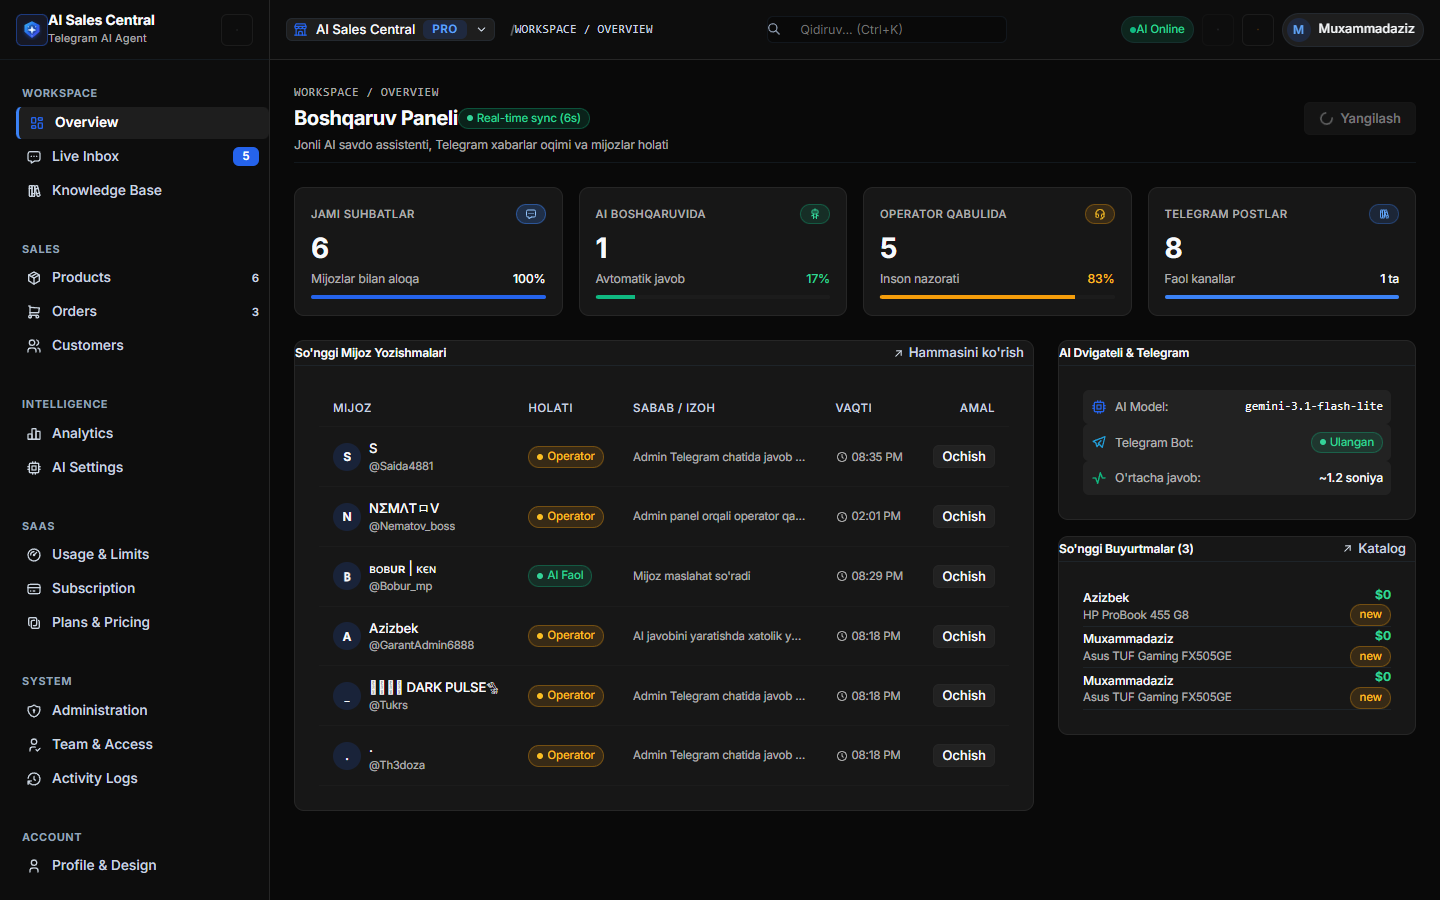 AI Sales Central
Telegram AI Agent
AI Sales Central PRO
/WORKSPACE / OVERVIEW
Qidiruv... (Ctrl+K)
AI Online
M Muxammadaziz
WORKSPACE
Overview
Live Inbox 5
Knowledge Base
SALES
Products 6
Orders 3
Customers
INTELLIGENCE
Analytics
AI Settings
SAAS
Usage & Limits
Subscription
Plans & Pricing
SYSTEM
Administration
Team & Access
Activity Logs
ACCOUNT
Profile & Design
WORKSPACE / OVERVIEW
Boshqaruv Paneli Real-time sync (6s)
Jonli AI savdo assistenti, Telegram xabarlar oqimi va mijozlar holati
Yangilash
JAMI SUHBATLAR
6
Mijozlar bilan aloqa 100%
AI BOSHQARUVIDA
1
Avtomatik javob 17%
OPERATOR QABULIDA
5
Inson nazorati 83%
TELEGRAM POSTLAR
8
Faol kanallar 1 ta
So'nggi Mijoz Yozishmalari Hammasini ko'rish
MIJOZ HOLATI SABAB / IZOH VAQTI AMAL
S S Operator Admin Telegram chatida javob ... 08:35 PM Ochish
@Saida4881
N NΣMΛTㅁV Operator Admin panel orqali operator qa... 02:01 PM Ochish
@Nematov_boss
B ʙᴏʙᴜʀ | ᴋᴇɴ AI Faol Mijoz maslahat so'radi 08:29 PM Ochish
@Bobur_mp
A Azizbek Operator AI javobini yaratishda xatolik y... 08:18 PM Ochish
@GarantAdmin6888
_ DARK PULSE Operator Admin Telegram chatida javob ... 08:18 PM Ochish
@Tukrs
. . Operator Admin Telegram chatida javob ... 08:18 PM Ochish
@Th3doza
AI Dvigateli & Telegram
AI Model: gemini-3.1-flash-lite
Telegram Bot: Ulangan
O'rtacha javob: ~1.2 soniya
So'nggi Buyurtmalar (3) Katalog
Azizbek $0
HP ProBook 455 G8 new
Muxammadaziz $0
Asus TUF Gaming FX505GE new
Muxammadaziz $0
Asus TUF Gaming FX505GE new